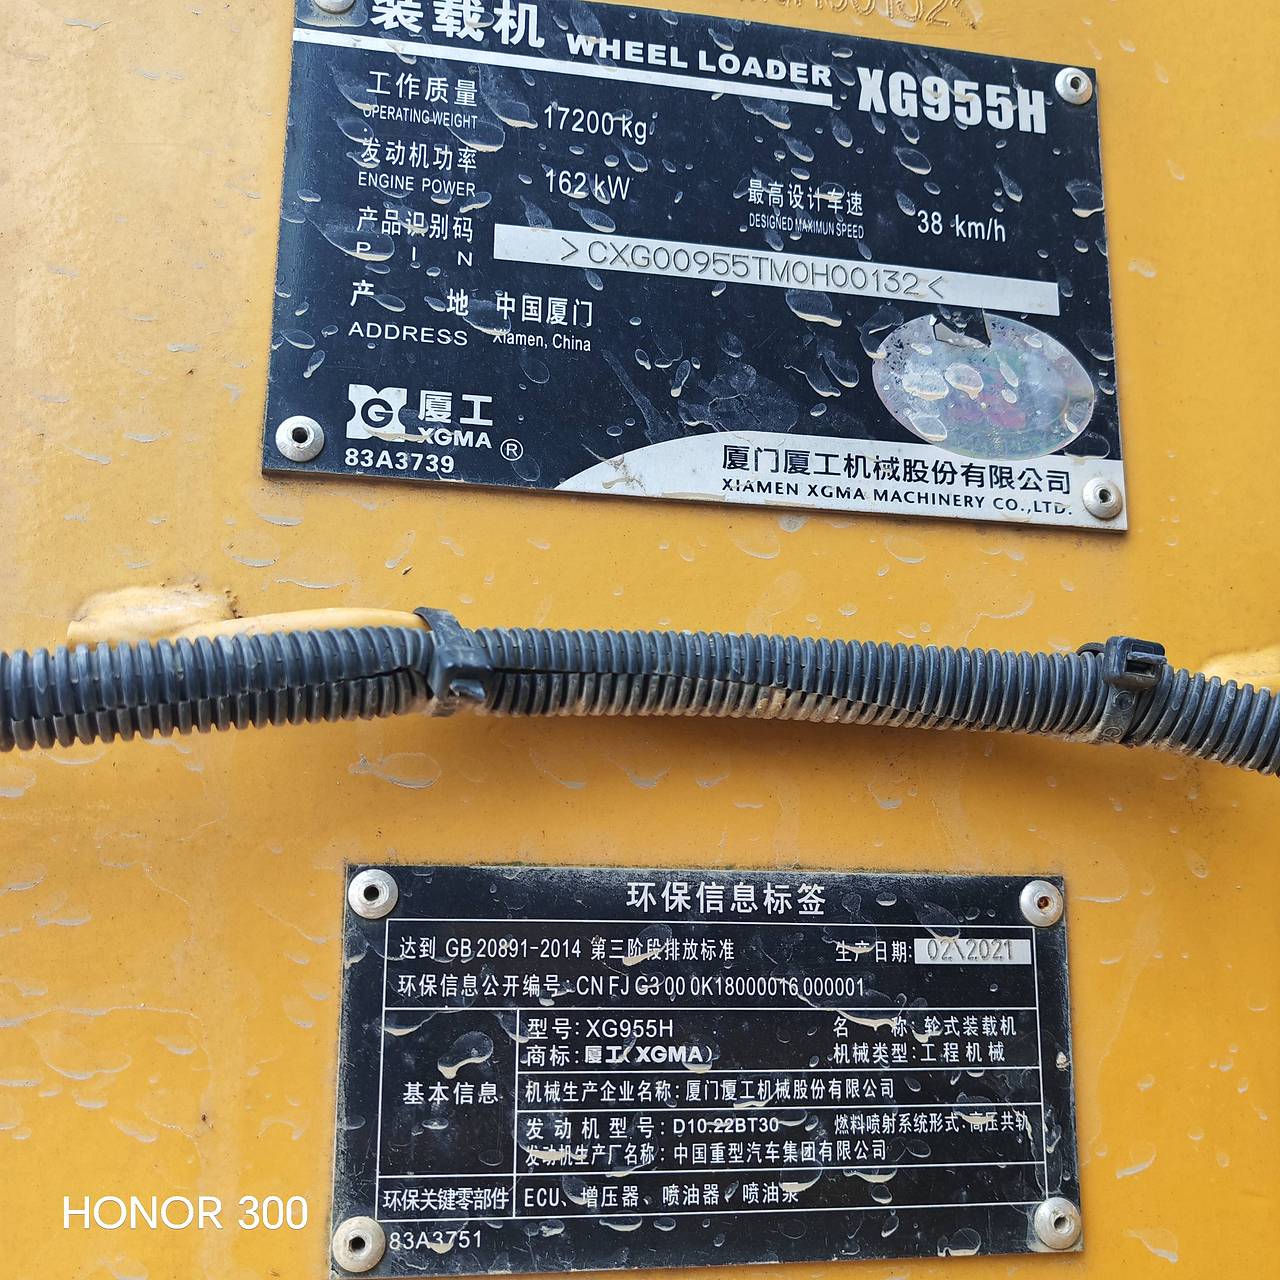 装载机 WHEEL LOADER XG955H
工作质量 17200kg
OPERATING WEIGHT
发动机功率 162kW 最高设计车速 38 km/h
ENGINE POWER DESIGNED MAXIMUN SPEED
产品识别码 >CXG00955TM0H00132<
PIN
产地 中国厦门
ADDRESS Xiamen, China
厦工
XGMA ®
83A3739
厦门厦工机械股份有限公司
XIAMEN XGMA MACHINERY CO.,LTD.
环保信息标签
达到 GB 20891-2014 第三阶段排放标准 生产日期: 02\2021
环保信息公开编号: CN FJ G3 00 0K18000016 000001
基本信息
型号: XG955H 名称: 轮式装载机
商标: 厦工(XGMA) 机械类型: 工程机械
机械生产企业名称: 厦门厦工机械股份有限公司
发动机型号: D10.22BT30 燃料喷射系统形式: 高压共轨
发动机生产厂名称: 中国重型汽车集团有限公司
环保关键零部件 ECU、增压器、喷油器、喷油泵
83A3751
HONOR 300